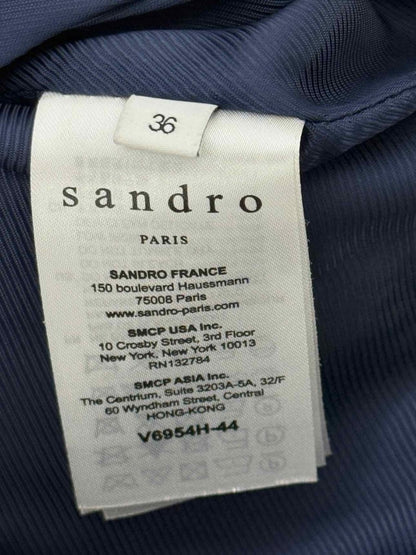 36
sandro
PARIS
SANDRO FRANCE
150 boulevard Haussmann
75008 Paris
www.sandro-paris.com
SMCP USA Inc.
10 Crosby Street, 3rd Floor
New York, New York 10013
RN132784
SMCP ASIA Inc.
The Centrium, Suite 3203A-5A, 32/F
60 Wyndham Street, Central
HONG-KONG
V6954H-44